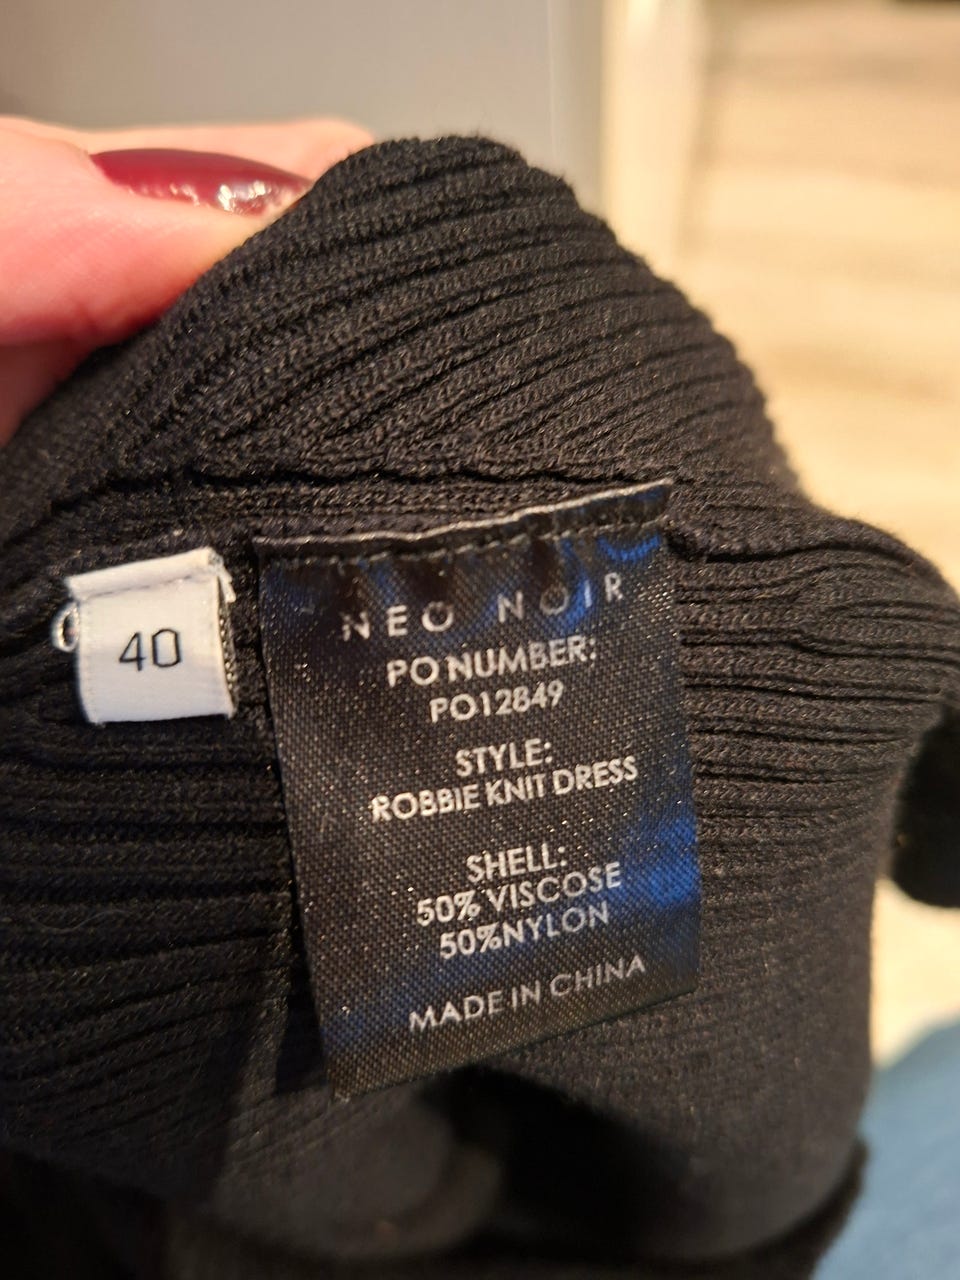 40
NEO NOIR
PO NUMBER:
PO12849
STYLE:
ROBBIE KNIT DRESS
SHELL:
50% VISCOSE
50%NYLON
MADE IN CHINA